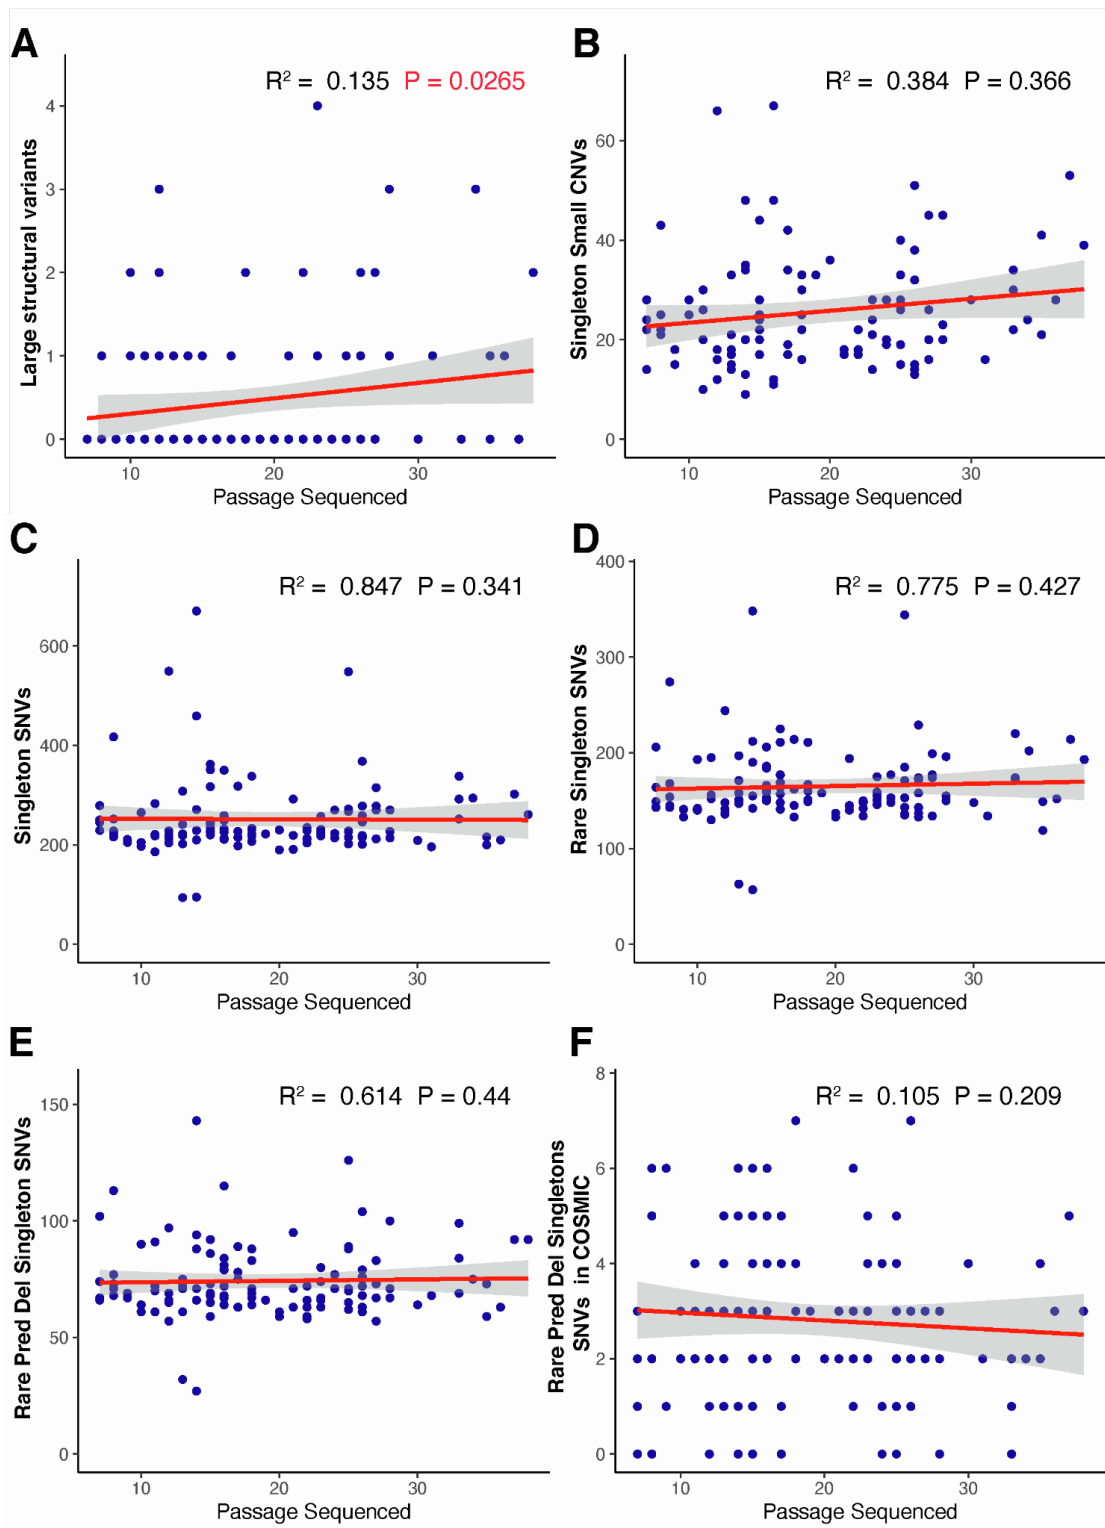 A
R² = 0.135 P = 0.0265
Large structural variants
4
3
2
1
0
10 20 30
Passage Sequenced
B
R² = 0.384 P = 0.366
Singleton Small CNVs
60
40
20
0
10 20 30
Passage Sequenced
C
R² = 0.847 P = 0.341
Singleton SNVs
600
400
200
0
10 20 30
Passage Sequenced
D
R² = 0.775 P = 0.427
Rare Singleton SNVs
400
300
200
100
0
10 20 30
Passage Sequenced
E
R² = 0.614 P = 0.44
Rare Pred Del Singleton SNVs
150
100
50
0
10 20 30
Passage Sequenced
F
R² = 0.105 P = 0.209
Rare Pred Del Singletons
SNVs in COSMIC
8
6
4
2
0
10 20 30
Passage Sequenced